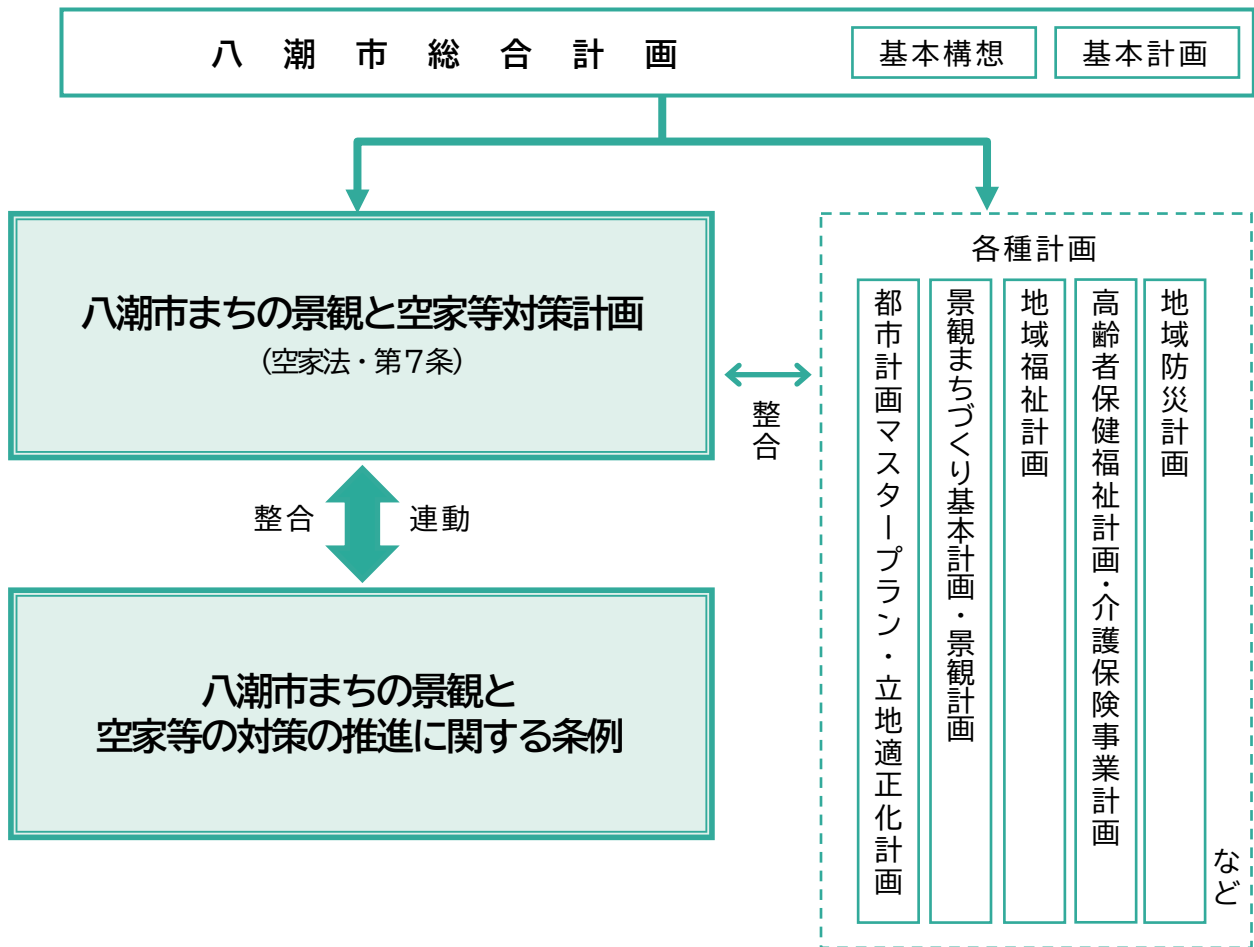 八潮市総合計画
基本構想
基本計画
八潮市まちの景観と空家等対策計画
(空家法・第7条)
整合
連動
八潮市まちの景観と
空家等の対策の推進に関する条例
整合
各種計画
都市計画マスタープラン・立地適正化計画
景観まちづくり基本計画・景観計画
地域福祉計画
高齢者保健福祉計画・介護保険事業計画
地域防災計画
など